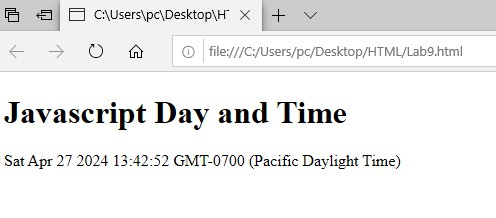 C:\Users\pc\Desktop\HT
file:///C:/Users/pc/Desktop/HTML/Lab9.html
Javascript Day and Time
Sat Apr 27 2024 13:42:52 GMT-0700 (Pacific Daylight Time)